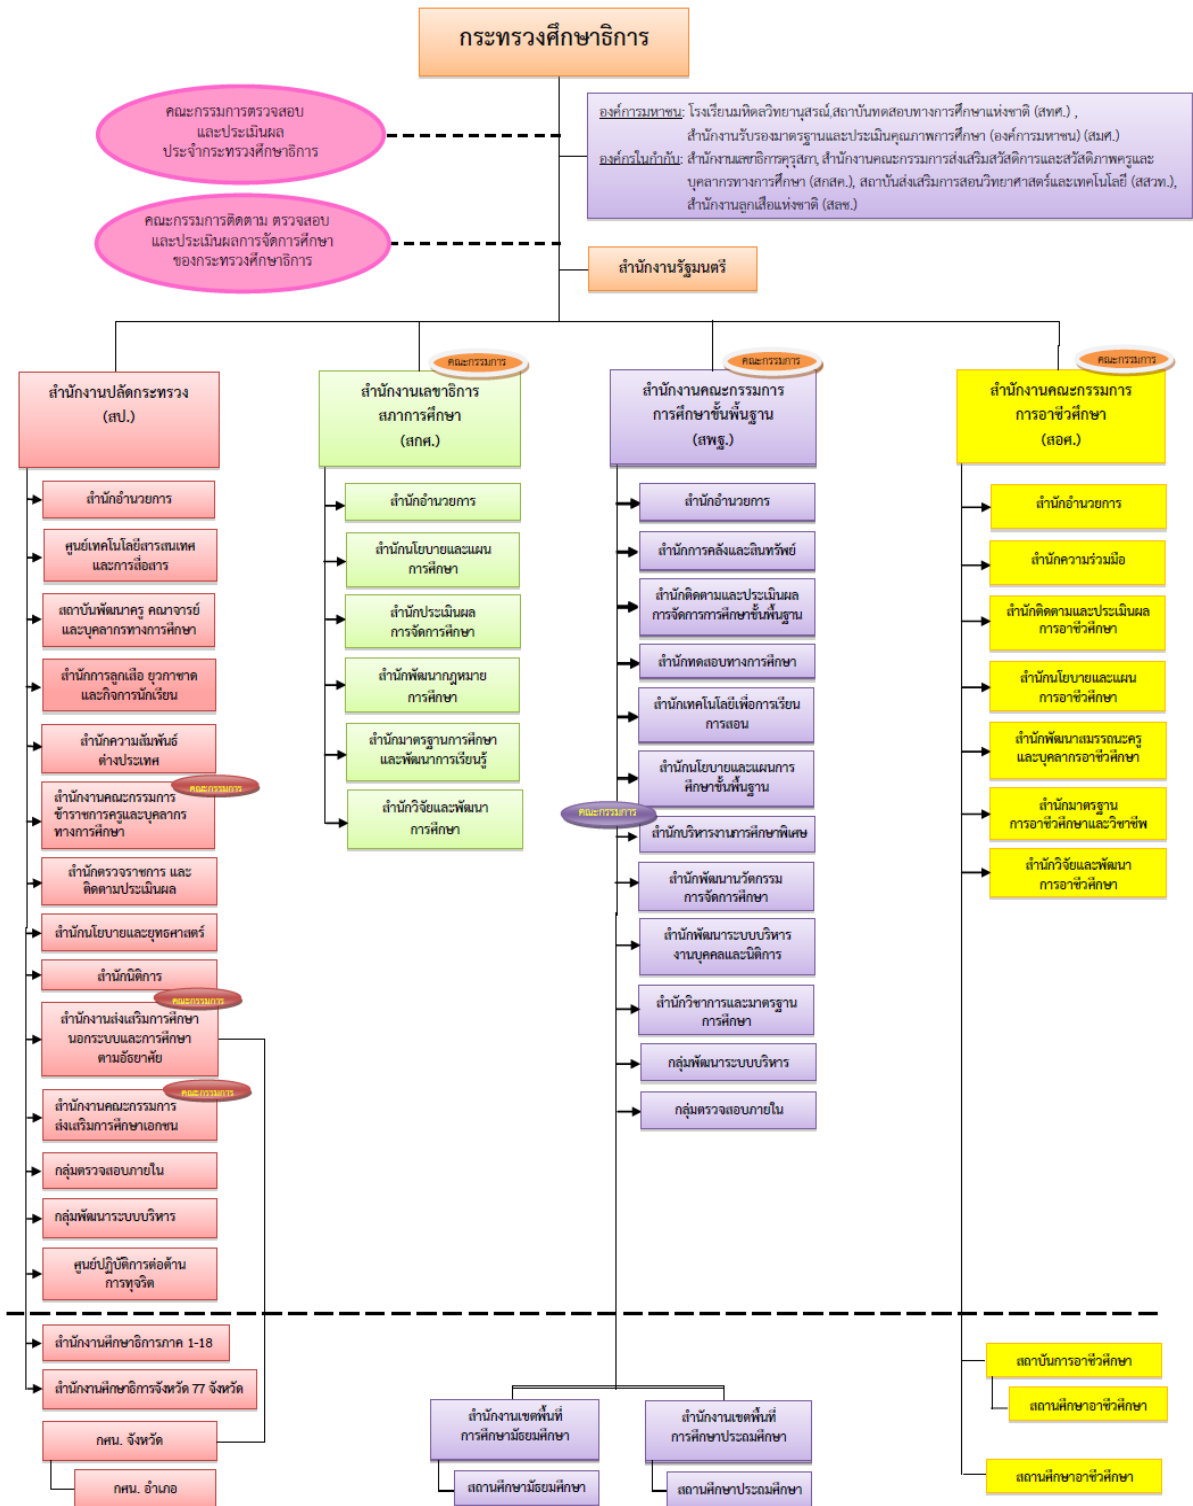 กระทรวงศึกษาธิการ
คณะกรรมการตรวจสอบ
และประเมินผล
ประจำกระทรวงศึกษาธิการ
องค์การมหาชน: โรงเรียนมหิดลวิทยานุสรณ์,สถาบันทดสอบทางการศึกษาแห่งชาติ (สทศ.) ,
สำนักงานรับรองมาตรฐานและประเมินคุณภาพการศึกษา (องค์การมหาชน) (สมศ.)
องค์กรในกำกับ: สำนักงานเลขาธิการคุรุสภา, สำนักงานคณะกรรมการส่งเสริมสวัสดิการและสวัสดิภาพครูและ
บุคลากรทางการศึกษา (สกสค.), สถาบันส่งเสริมการสอนวิทยาศาสตร์และเทคโนโลยี (สสวท.),
สำนักงานลูกเสือแห่งชาติ (สลช.)
คณะกรรมการติดตาม ตรวจสอบ
และประเมินผลการจัดการศึกษา
ของกระทรวงศึกษาธิการ
สำนักงานรัฐมนตรี
สำนักงานปลัดกระทรวง
(สป.)
สำนักอำนวยการ
ศูนย์เทคโนโลยีสารสนเทศ
และการสื่อสาร
สถาบันพัฒนาครู คณาจารย์
และบุคลากรทางการศึกษา
สำนักการลูกเสือ ยุวกาชาด
และกิจการนักเรียน
สำนักความสัมพันธ์
ต่างประเทศ
คณะกรรมการ
สำนักงานคณะกรรมการ
ข้าราชการครูและบุคลากร
ทางการศึกษา
สำนักตรวจราชการ และ
ติดตามประเมินผล
สำนักนโยบายและยุทธศาสตร์
สำนักนิติการ
คณะกรรมการ
สำนักงานส่งเสริมการศึกษา
นอกระบบและการศึกษา
ตามอัธยาศัย
คณะกรรมการ
สำนักงานคณะกรรมการ
ส่งเสริมการศึกษาเอกชน
กลุ่มตรวจสอบภายใน
กลุ่มพัฒนาระบบบริหาร
ศูนย์ปฏิบัติการต่อต้าน
การทุจริต
สำนักงานศึกษาธิการภาค 1-18
สำนักงานศึกษาธิการจังหวัด 77 จังหวัด
กศน. จังหวัด
กศน. อำเภอ
คณะกรรมการ
สำนักงานเลขาธิการ
สภาการศึกษา
(สกศ.)
สำนักอำนวยการ
สำนักนโยบายและแผน
การศึกษา
สำนักประเมินผล
การจัดการศึกษา
สำนักพัฒนากฎหมาย
การศึกษา
สำนักมาตรฐานการศึกษา
และพัฒนาการเรียนรู้
สำนักวิจัยและพัฒนา
การศึกษา
คณะกรรมการ
สำนักงานคณะกรรมการ
การศึกษาขั้นพื้นฐาน
(สพฐ.)
สำนักอำนวยการ
สำนักการคลังและสินทรัพย์
สำนักติดตามและประเมินผล
การจัดการการศึกษาขั้นพื้นฐาน
สำนักทดสอบทางการศึกษา
สำนักเทคโนโลยีเพื่อการเรียน
การสอน
สำนักนโยบายและแผนการ
ศึกษาขั้นพื้นฐาน
คณะกรรมการ
สำนักบริหารงานการศึกษาพิเศษ
สำนักพัฒนานวัตกรรม
การจัดการศึกษา
สำนักพัฒนาระบบบริหาร
งานบุคคลและนิติการ
สำนักวิชาการและมาตรฐาน
การศึกษา
กลุ่มพัฒนาระบบบริหาร
กลุ่มตรวจสอบภายใน
สำนักงานเขตพื้นที่
การศึกษามัธยมศึกษา
สถานศึกษามัธยมศึกษา
สำนักงานเขตพื้นที่
การศึกษาประถมศึกษา
สถานศึกษาประถมศึกษา
คณะกรรมการ
สำนักงานคณะกรรมการ
การอาชีวศึกษา
(สอศ.)
สำนักอำนวยการ
สำนักความร่วมมือ
สำนักติดตามและประเมินผล
การอาชีวศึกษา
สำนักนโยบายและแผน
การอาชีวศึกษา
สำนักพัฒนาสมรรถนะครู
และบุคลากรอาชีวศึกษา
สำนักมาตรฐาน
การอาชีวศึกษาและวิชาชีพ
สำนักวิจัยและพัฒนา
การอาชีวศึกษา
สถาบันการอาชีวศึกษา
สถานศึกษาอาชีวศึกษา
สถานศึกษาอาชีวศึกษา